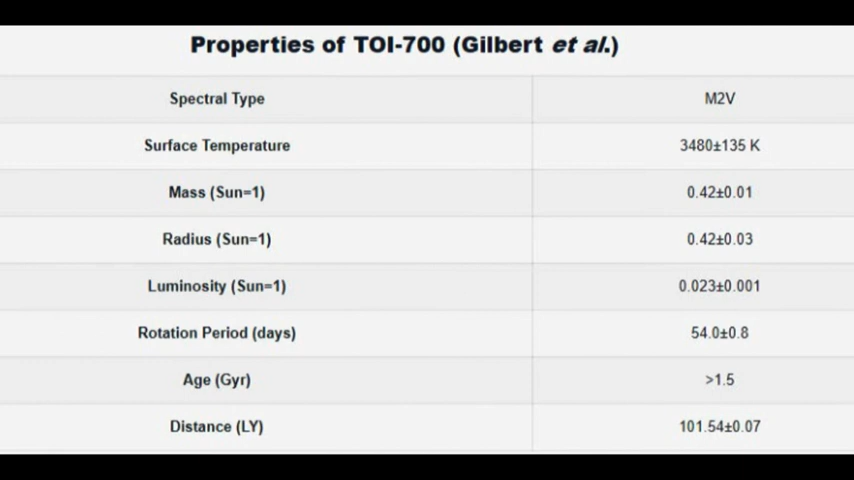 Properties of TOI-700 (Gilbert et al.)
Spectral Type M2V
Surface Temperature 3480±135 K
Mass (Sun=1) 0.42±0.01
Radius (Sun=1) 0.42±0.03
Luminosity (Sun=1) 0.023±0.001
Rotation Period (days) 54.0±0.8
Age (Gyr) >1.5
Distance (LY) 101.54±0.07